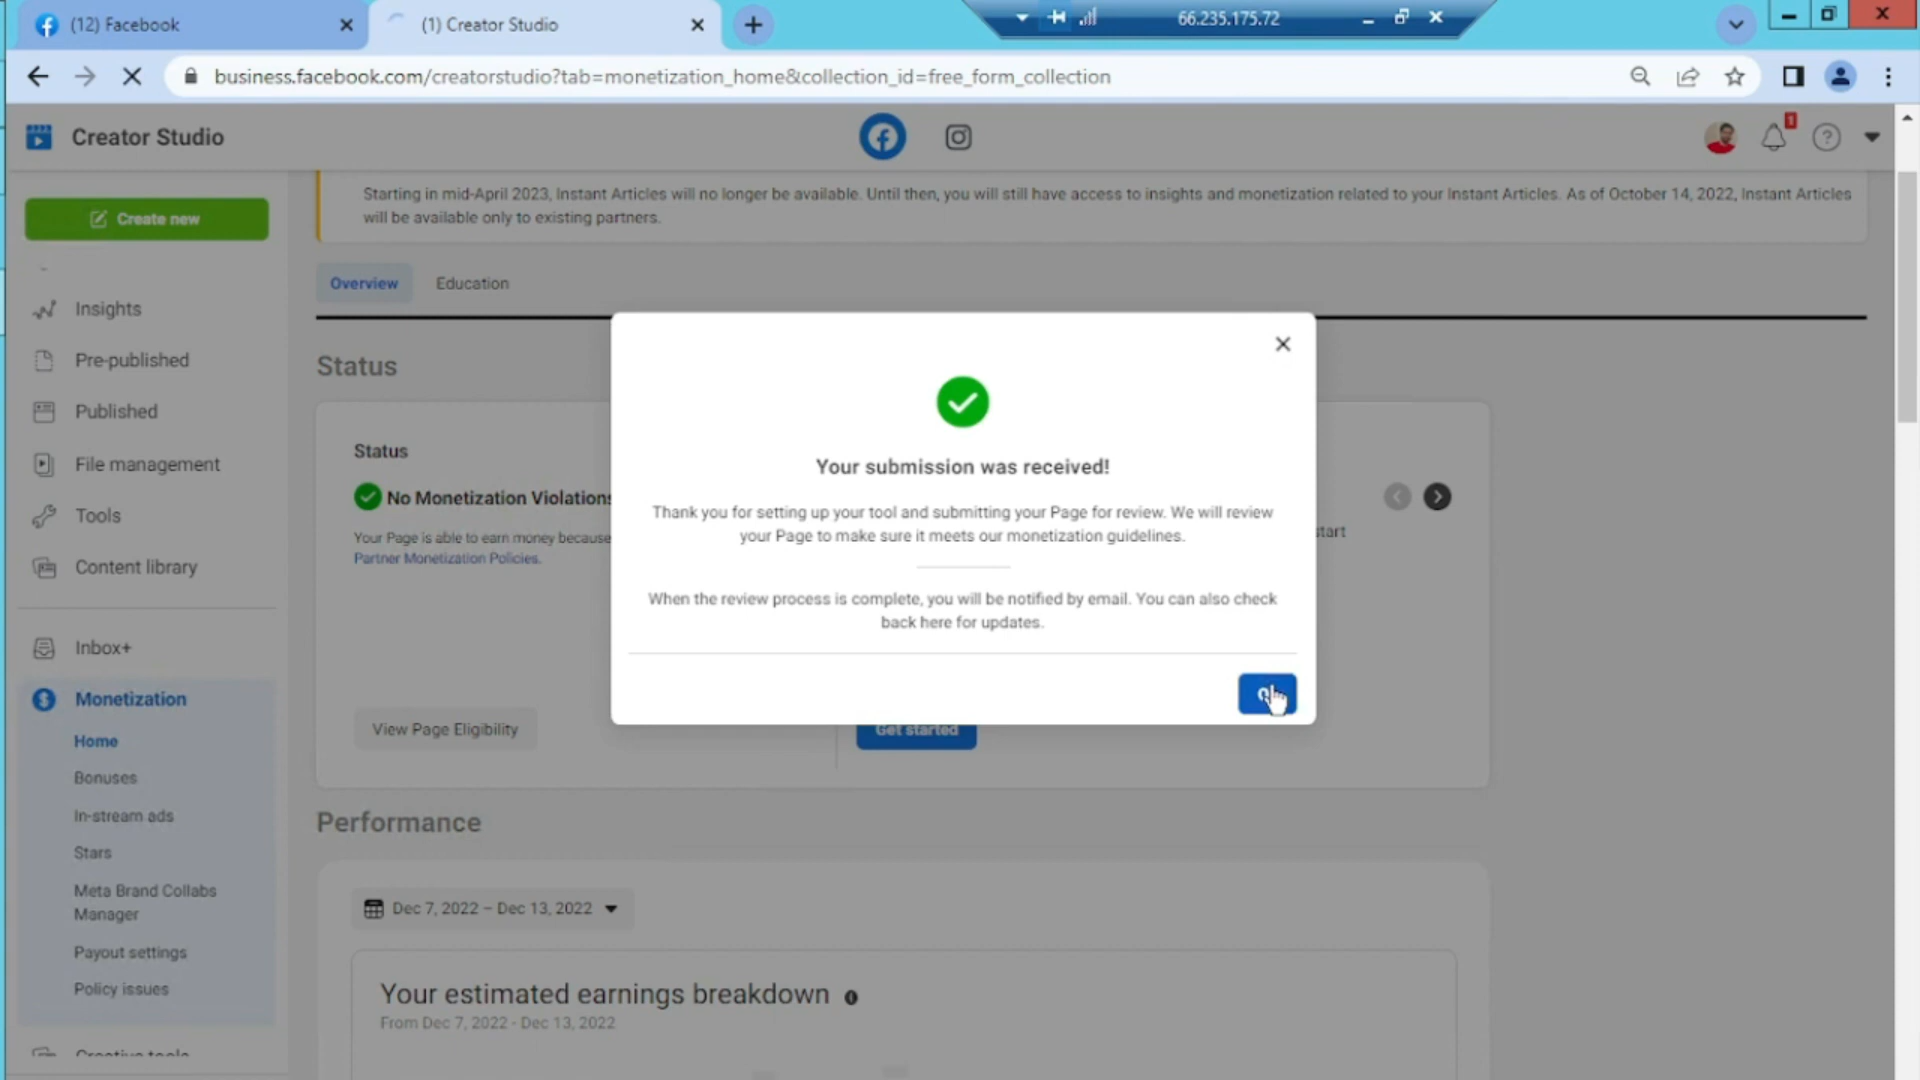 (12) Facebook
(1) Creator Studio
66.235.175.72
business.facebook.com/creatorstudio?tab=monetization_home&collection_id=free_form_collection
Creator Studio
1
Starting in mid-April 2023, Instant Articles will no longer be available. Until then, you will still have access to insights and monetization related to your Instant Articles. As of October 14, 2022, Instant Articles
will be available only to existing partners.
Create new
Overview
Education
Insights
Pre-published
Published
File management
Tools
Content library
Inbox+
Monetization
Home
Bonuses
In-stream ads
Stars
Meta Brand Collabs
Manager
Payout settings
Policy issues
Creative tools
Status
Status
No Monetization Violations
Your Page is able to earn money because
Partner Monetization Policies.
View Page Eligibility
start
Get started
Your submission was received!
Thank you for setting up your tool and submitting your Page for review. We will review
your Page to make sure it meets our monetization guidelines.
When the review process is complete, you will be notified by email. You can also check
back here for updates.
Performance
Dec 7, 2022 – Dec 13, 2022
Your estimated earnings breakdown
From Dec 7, 2022 - Dec 13, 2022